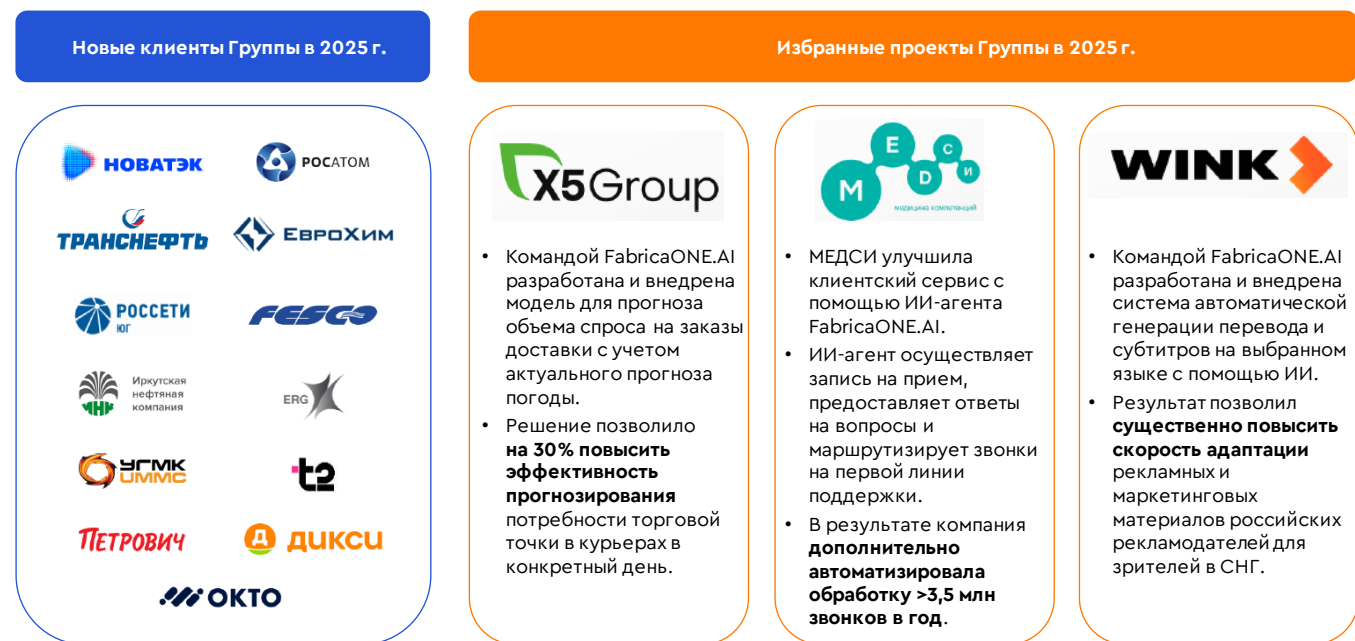 Новые клиенты Группы в 2025 г.
Избранные проекты Группы в 2025 г.
НОВАТЭК
РОСАТОМ
ТРАНСНЕФТЬ
ЕВРОХИМ
РОССЕТИ
ЮГ
FESCO
Иркутская
нефтяная
компания
ИНК
ERG
УГМК
UMMC
t2
ПЕТРОВИЧ
Д ДИКСИ
ОКТО
X5Group
• Командой FabricaONE.AI
разработана и внедрена
модель для прогноза
объема спроса на заказы
доставки с учетом
актуального прогноза
погоды.
• Решение позволило
на 30% повысить
эффективность
прогнозирования
потребности торговой
точки в курьерах в
конкретный день.
М Е D С И
медицина компетенций
• МЕДСИ улучшила
клиентский сервис с
помощью ИИ-агента
FabricaONE.AI.
• ИИ-агент осуществляет
запись на прием,
предоставляет ответы
на вопросы и
маршрутизирует звонки
на первой линии
поддержки.
• В результате компания
дополнительно
автоматизировала
обработку >3,5 млн
звонков в год.
WINK
• Командой FabricaONE.AI
разработана и внедрена
система автоматической
генерации перевода и
субтитров на выбранном
языке с помощью ИИ.
• Результат позволил
существенно повысить
скорость адаптации
рекламных и
маркетинговых
материалов российских
рекламодателей для
зрителей в СНГ.